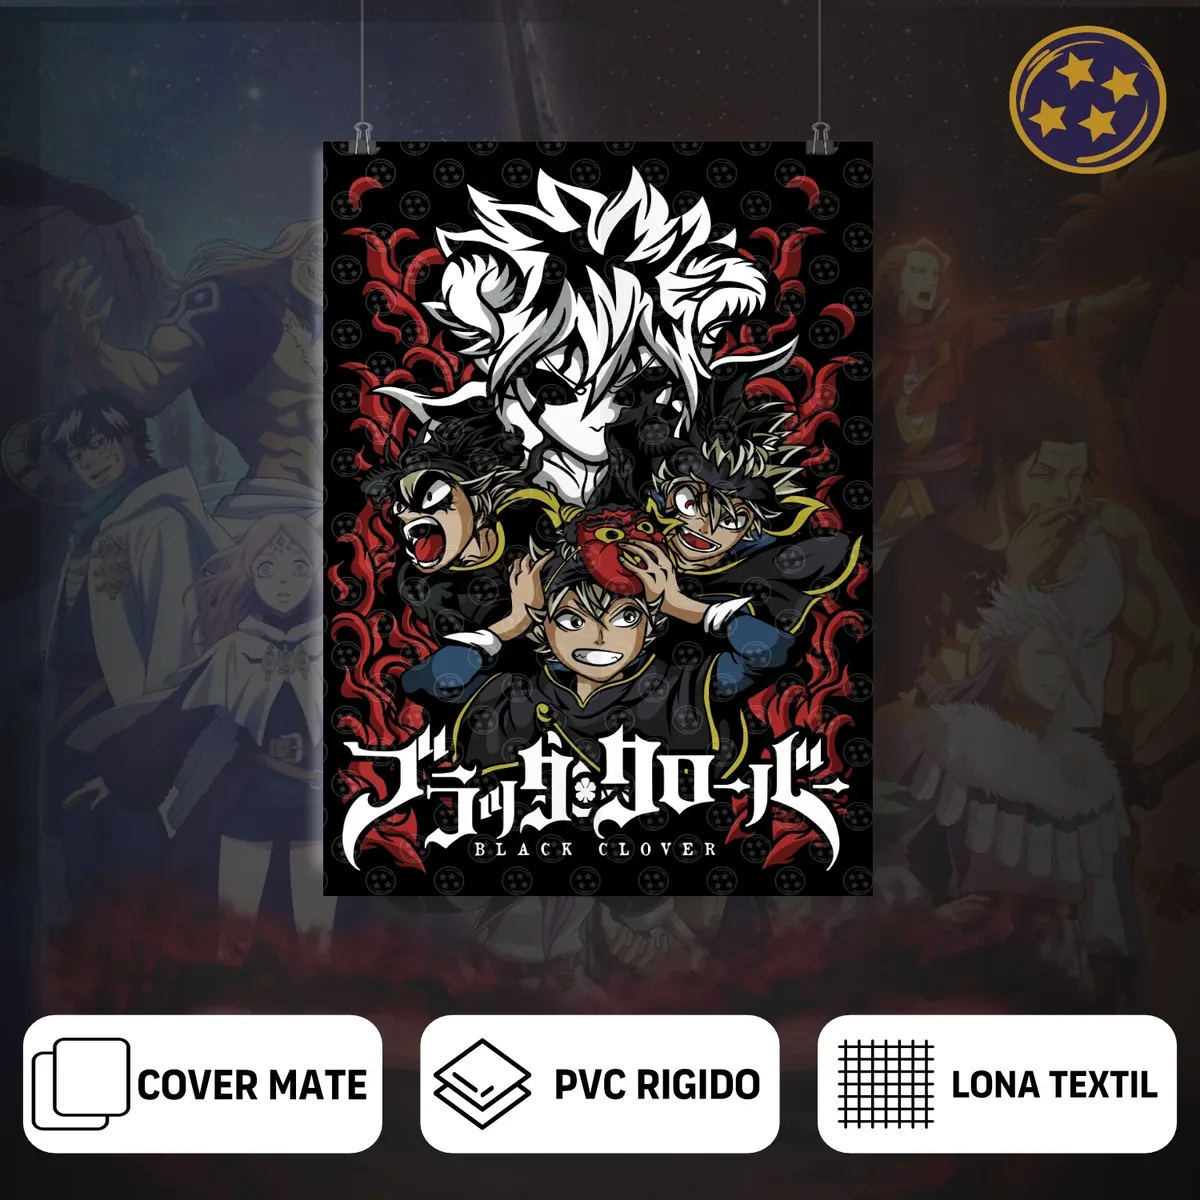 ブラック クローバー
BLACK CLOVER
COVER MATE
PVC RIGIDO
LONA TEXTIL